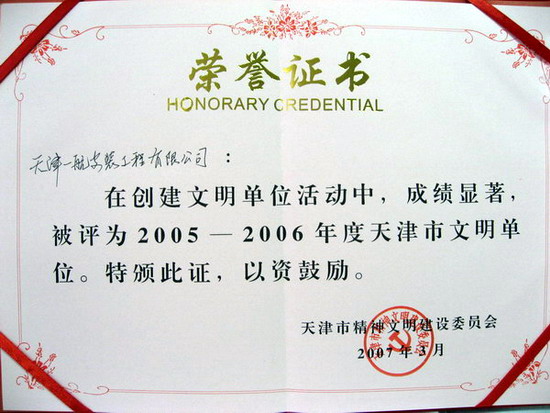 荣誉证书
HONORARY CREDENTIAL
天津一航安装工程有限公司：
在创建文明单位活动中，成绩显著，
被评为2005—2006年度天津市文明单
位。特颁此证，以资鼓励。
天津市精神文明建设委员会
2007年3月